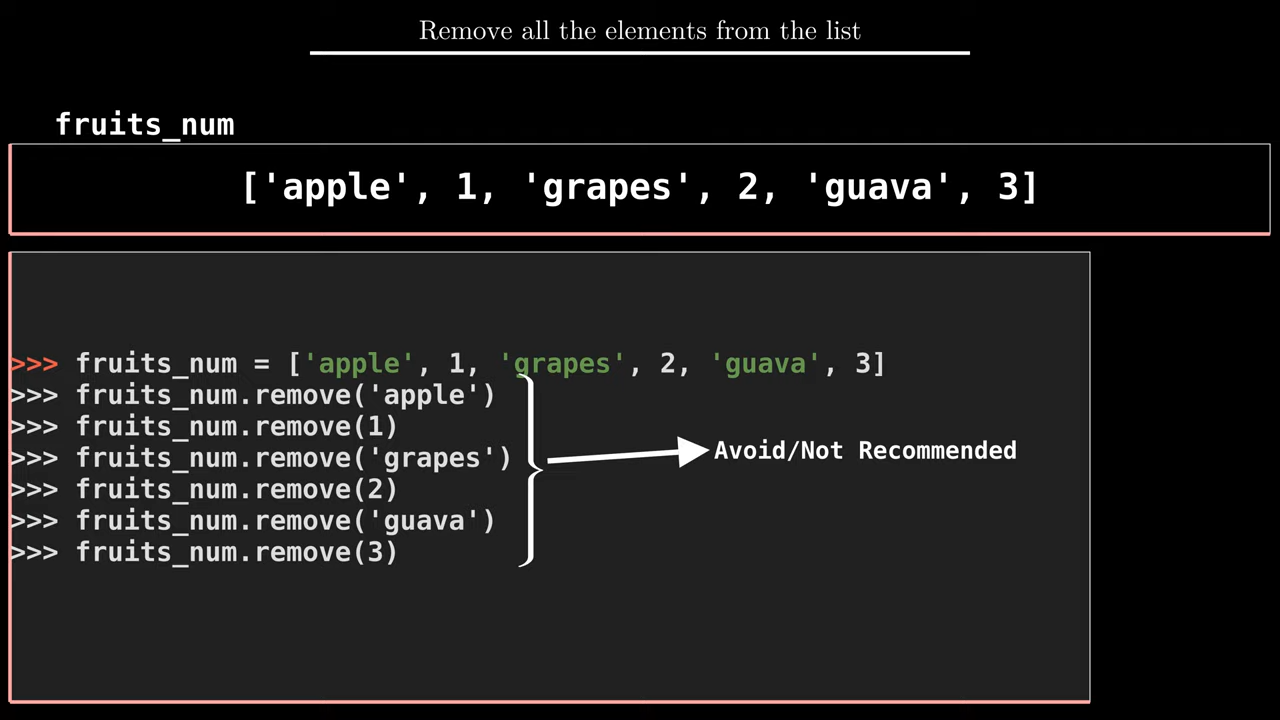 Remove all the elements from the list
fruits_num
['apple', 1, 'grapes', 2, 'guava', 3]
>>> fruits_num = ['apple', 1, 'grapes', 2, 'guava', 3]
>>> fruits_num.remove('apple')
>>> fruits_num.remove(1)
>>> fruits_num.remove('grapes')
>>> fruits_num.remove(2)
>>> fruits_num.remove('guava')
>>> fruits_num.remove(3)
Avoid/Not Recommended